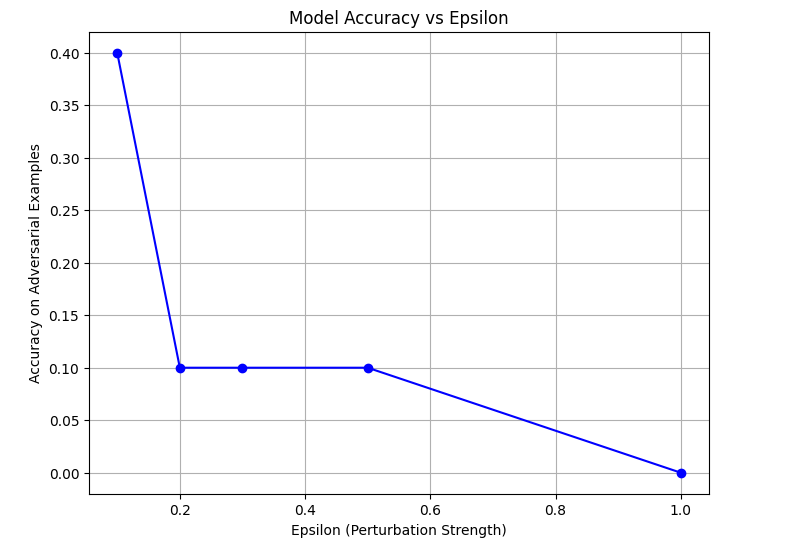 Model Accuracy vs Epsilon
Accuracy on Adversarial Examples
0.40
0.35
0.30
0.25
0.20
0.15
0.10
0.05
0.00
0.2 0.4 0.6 0.8 1.0
Epsilon (Perturbation Strength)